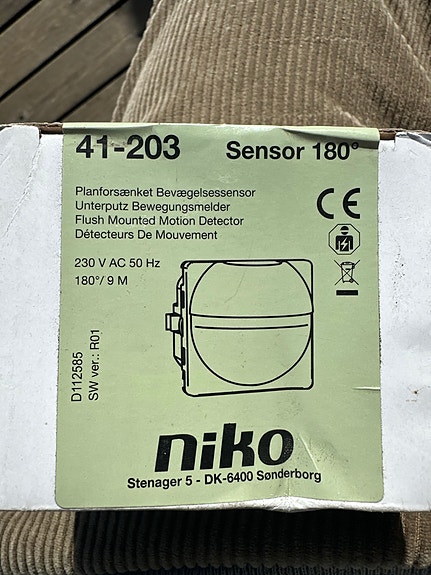 41-203 Sensor 180°
Planforsænket Bevægelsessensor
Unterputz Bewegungsmelder
Flush Mounted Motion Detector
Détecteurs De Mouvement
230 V AC 50 Hz
180°/ 9 M
CE
D112585
SW ver.: R01
niko
Stenager 5 - DK-6400 Sønderborg